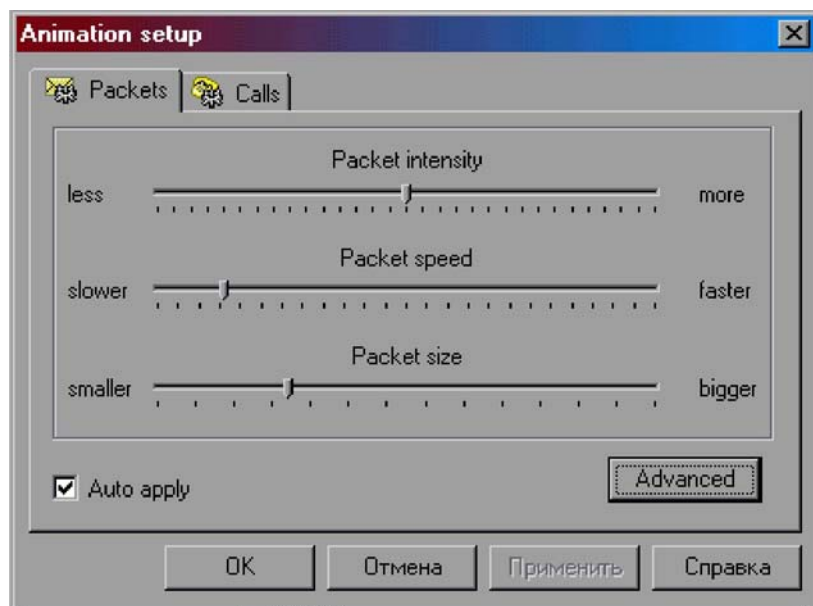 Animation setup
Packets Calls
Packet intensity
less more
Packet speed
slower faster
Packet size
smaller bigger
Auto apply Advanced
OK Отмена Применить Справка